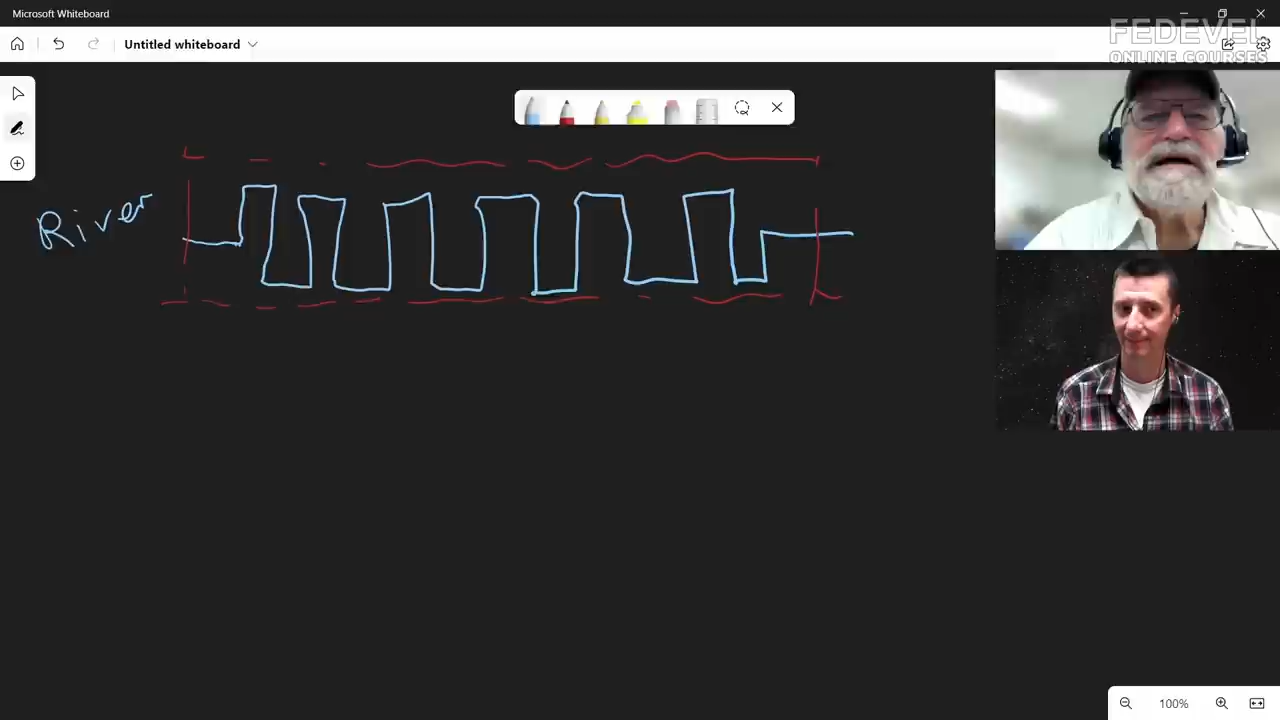 Microsoft Whiteboard
Untitled whiteboard
FEDEVEL
ONLINE COURSES
River
100%